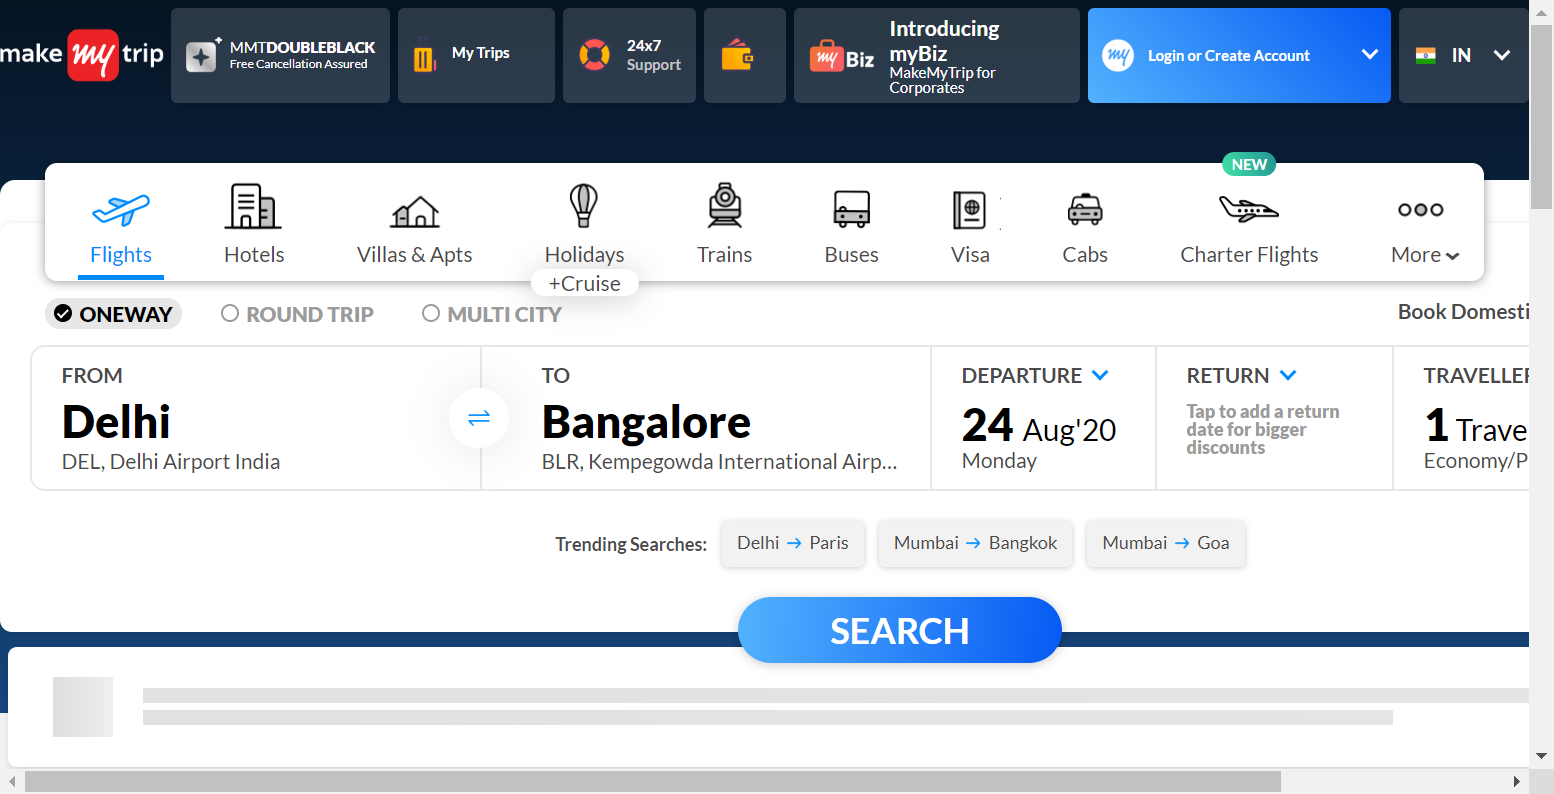 make my trip
MMTDOUBLEBLACK
Free Cancellation Assured
My Trips
24x7
Support
my Biz
Introducing
myBiz
MakeMyTrip for
Corporates
my
Login or Create Account
IN
NEW
Flights
Hotels
Villas & Apts
Holidays
+Cruise
Trains
Buses
Visa
Cabs
Charter Flights
More
ONEWAY
ROUND TRIP
MULTI CITY
Book Domesti
FROM
Delhi
DEL, Delhi Airport India
TO
Bangalore
BLR, Kempegowda International Airp...
DEPARTURE
24 Aug'20
Monday
RETURN
Tap to add a return
date for bigger
discounts
TRAVELLER
1 Trave
Economy/P
Trending Searches:
Delhi → Paris
Mumbai → Bangkok
Mumbai → Goa
SEARCH